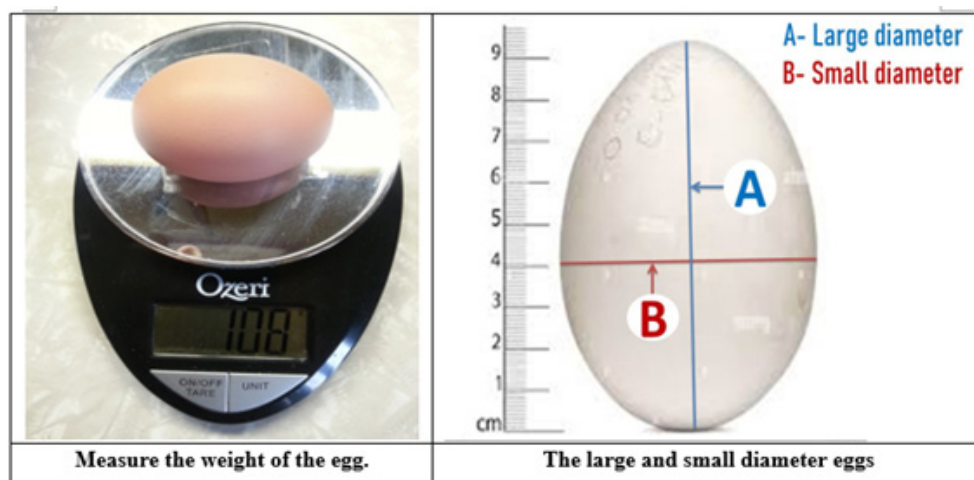 Ozeri
108
ON/OFF
TARE
UNIT
Measure the weight of the egg.
A- Large diameter
B- Small diameter
9
8
7
6
5
4
3
2
1
cm
A
B
The large and small diameter eggs